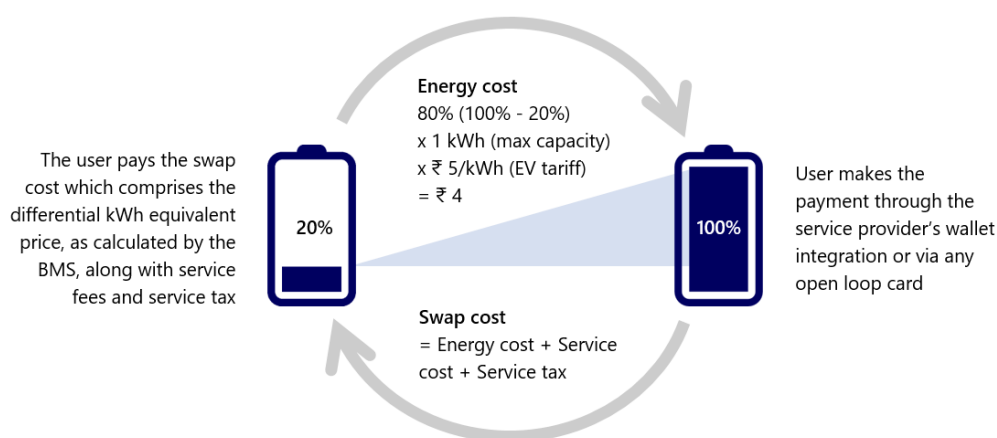 The user pays the swap
cost which comprises the
differential kWh equivalent
price, as calculated by the
BMS, along with service
fees and service tax
20%
Energy cost
80% (100% - 20%)
x 1 kWh (max capacity)
x ₹ 5/kWh (EV tariff)
= ₹ 4
Swap cost
= Energy cost + Service
cost + Service tax
100%
User makes the
payment through the
service provider’s wallet
integration or via any
open loop card